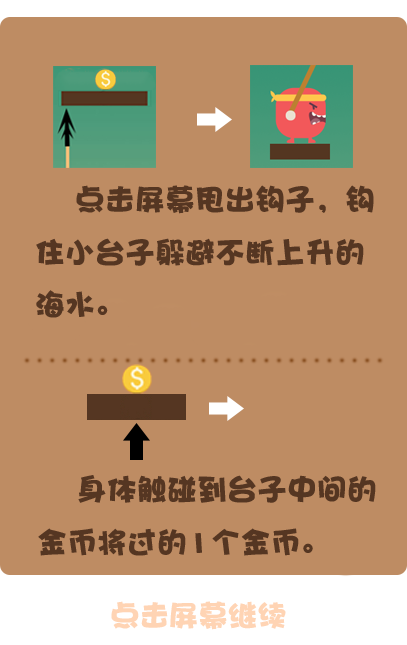 点击屏幕甩出钩子，钩
住小台子躲避不断上升的
海水。
身体触碰到台子中间的
金币将过的1个金币。
点击屏幕继续